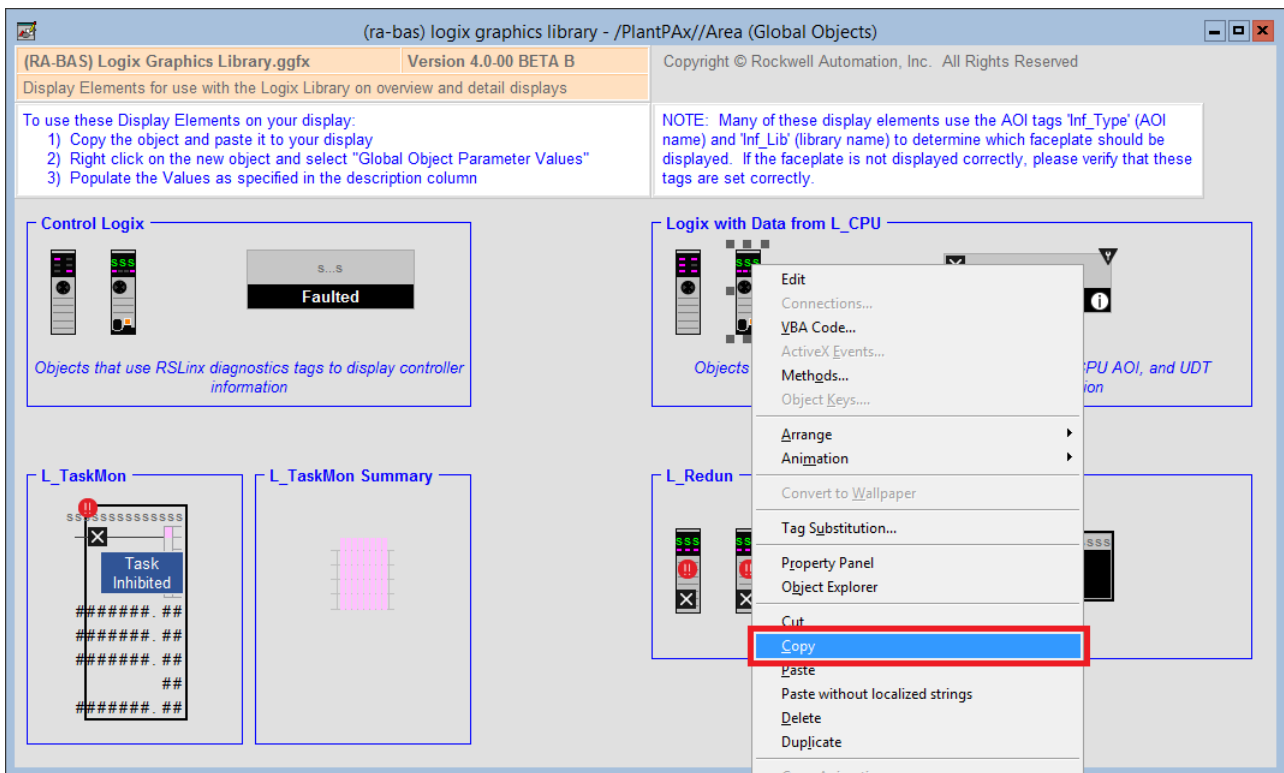 (ra-bas) logix graphics library - /PlantPAx//Area (Global Objects)
(RA-BAS) Logix Graphics Library.ggfx
Version 4.0-00 BETA B
Copyright © Rockwell Automation, Inc. All Rights Reserved
Display Elements for use with the Logix Library on overview and detail displays
To use these Display Elements on your display:
1) Copy the object and paste it to your display
2) Right click on the new object and select "Global Object Parameter Values"
3) Populate the Values as specified in the description column
NOTE: Many of these display elements use the AOI tags 'Inf_Type' (AOI
name) and 'Inf_Lib' (library name) to determine which faceplate should be
displayed. If the faceplate is not displayed correctly, please verify that these
tags are set correctly.
Control Logix
SSS
S...S
Faulted
Objects that use RSLinx diagnostics tags to display controller
information
Logix with Data from L_CPU
SSS
Objects
PU AOI, and UDT
ion
L_TaskMon
ssssssssssssss
Task
Inhibited
#######.##
#######.##
#######.##
##
#######.##
L_TaskMon Summary
L_Redun
SSS
SS
SSS
Edit
Connections...
VBA Code...
ActiveX Events...
Methods...
Object Keys....
Arrange
Animation
Convert to Wallpaper
Tag Substitution...
Property Panel
Object Explorer
Cut
Copy
Paste
Paste without localized strings
Delete
Duplicate